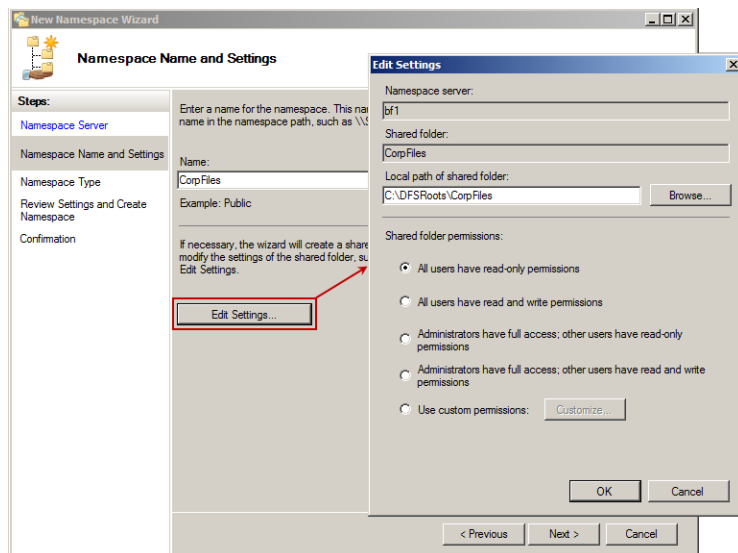 New Namespace Wizard
Namespace Name and Settings
Steps:
Namespace Server
Namespace Name and Settings
Namespace Type
Review Settings and Create
Namespace
Confirmation
Enter a name for the namespace. This
name in the namespace path, such as
Name:
CorpFiles
Example: Public
If necessary, the wizard will create a
modify the settings of the shared folder,
Edit Settings.
Edit Settings...
< Previous
Next >
Cancel
Edit Settings
Namespace server:
bf1
Shared folder:
CorpFiles
Local path of shared folder:
C:\DFSRoots\CorpFiles
Browse...
Shared folder permissions:
All users have read-only permissions
All users have read and write permissions
Administrators have full access; other users have read-only
permissions
Administrators have full access; other users have read and write
permissions
Use custom permissions:
Customize...
OK
Cancel